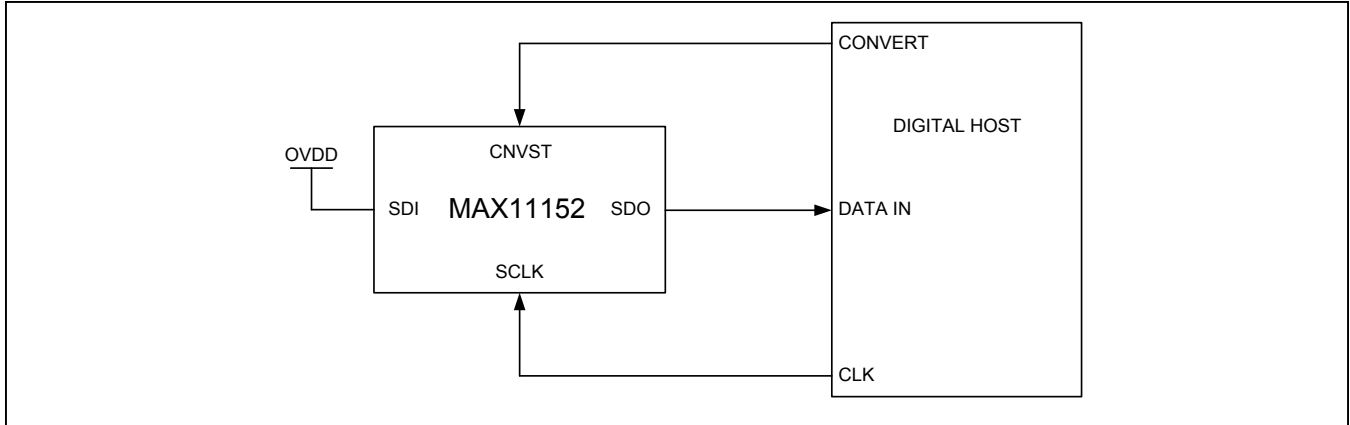 CONVERT
DIGITAL HOST
OVDD
CNVST
SDI MAX11152 SDO
DATA IN
SCLK
CLK